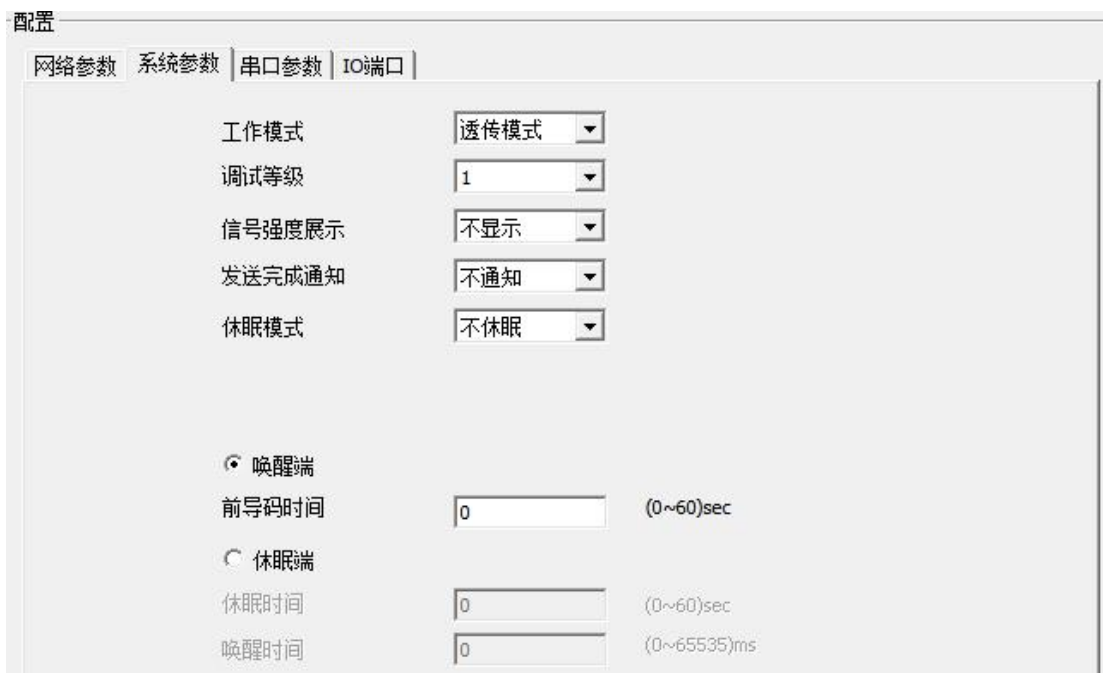 配置
网络参数 系统参数 串口参数 IO端口
工作模式 透传模式
调试等级 1
信号强度展示 不显示
发送完成通知 不通知
休眠模式 不休眠
唤醒端
前导码时间 0 (0~60)sec
休眠端
休眠时间 0 (0~60)sec
唤醒时间 0 (0~65535)ms